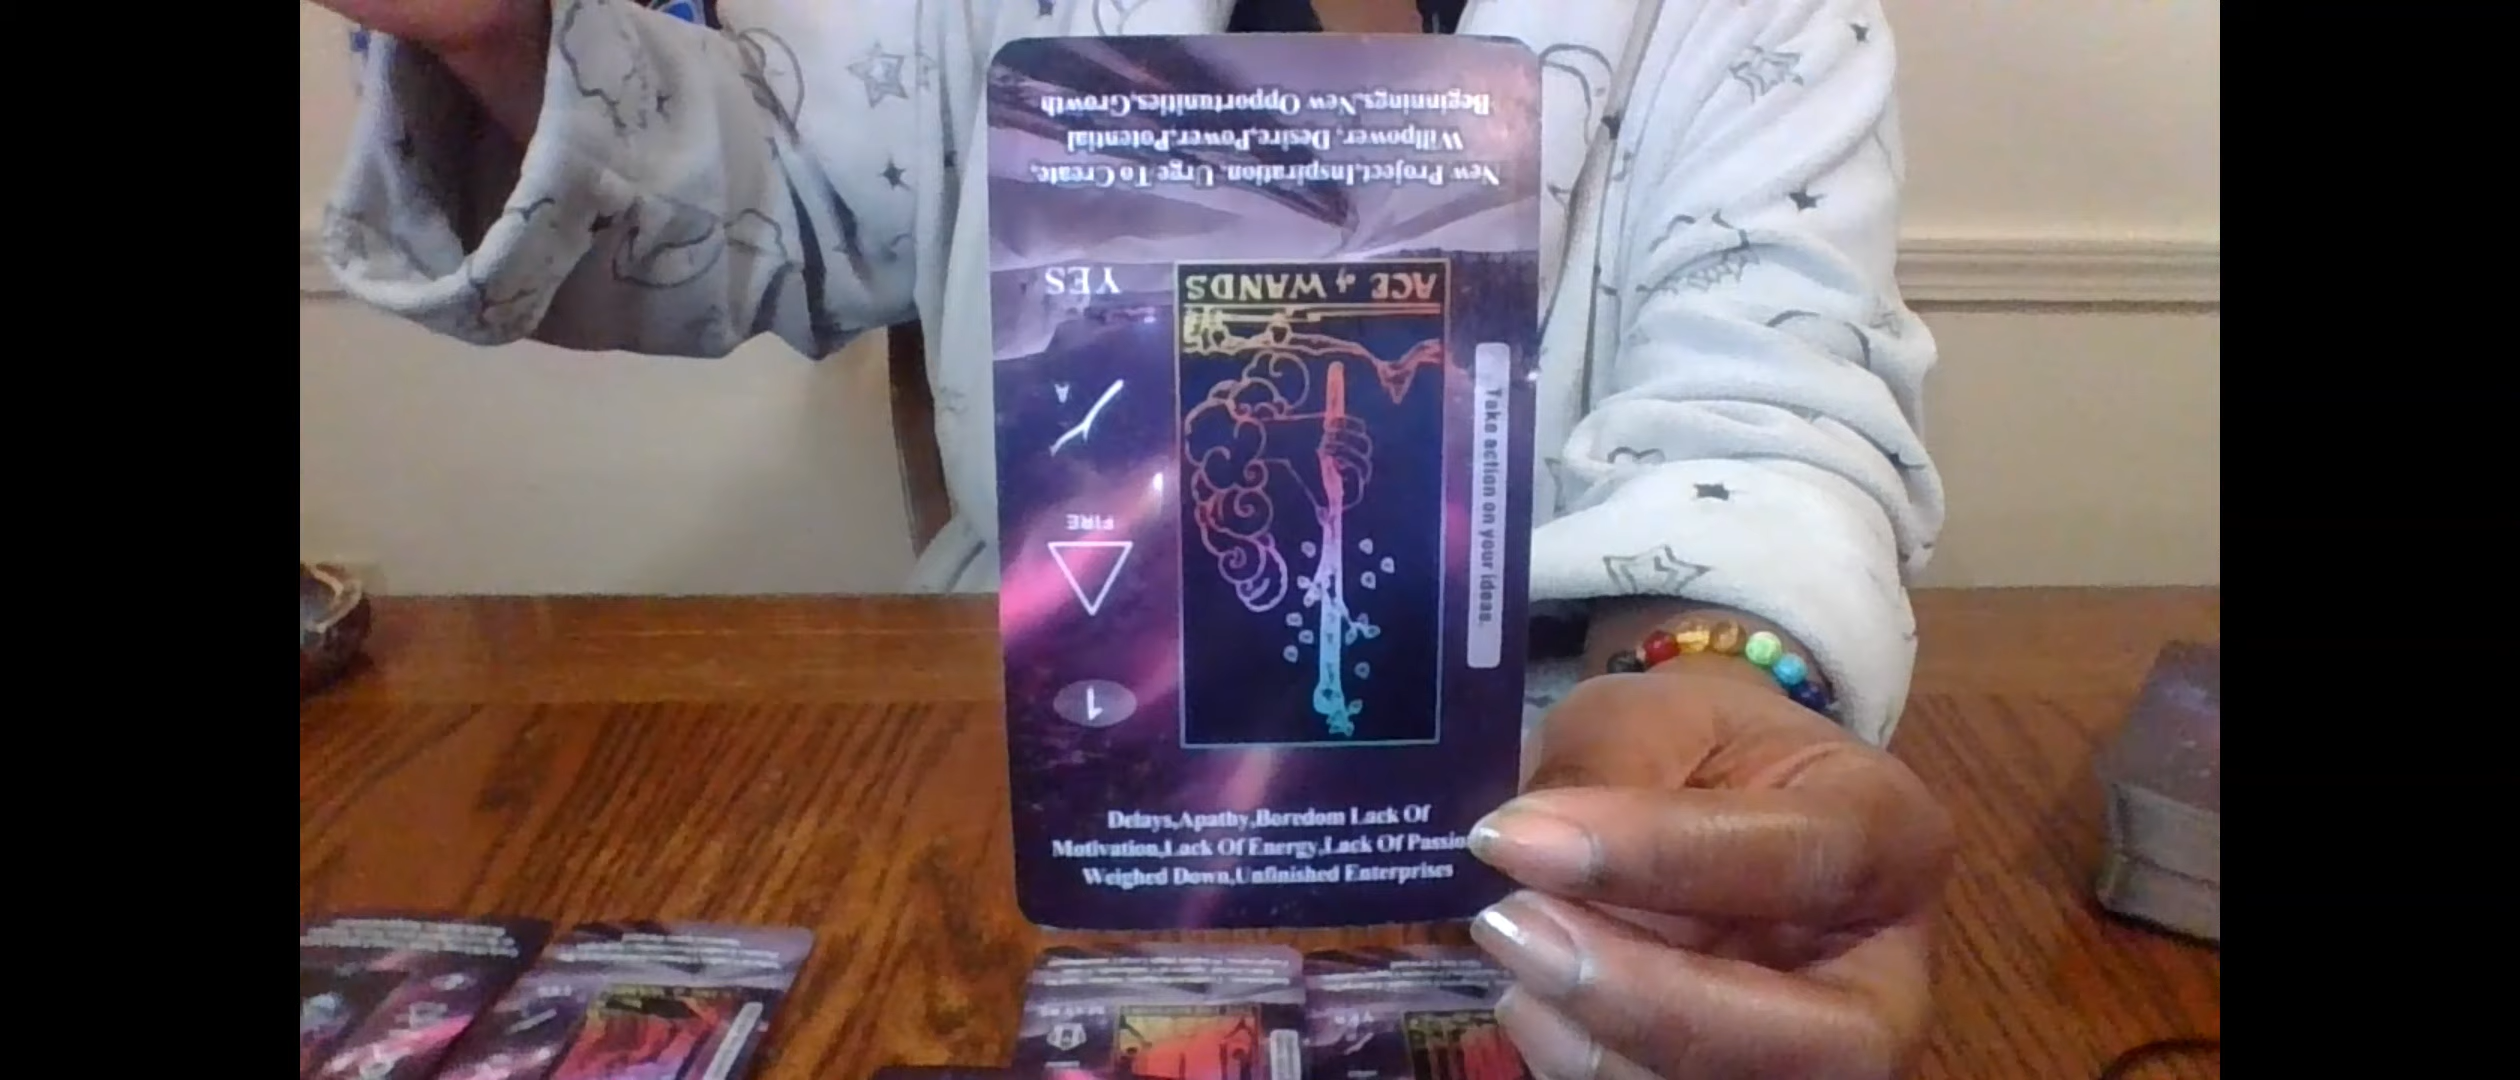 Beginnings,New Opportunities,Growth
Willpower, Desire,Power,Potential
New Project,Inspiration, Urge To Create,
YES
ACE of WANDS
A
FIRE
1
Take action on your ideas.
Delays,Apathy,Boredom Lack Of
Motivation,Lack Of Energy,Lack Of Passion
Weighed Down,Unfinished Enterprises